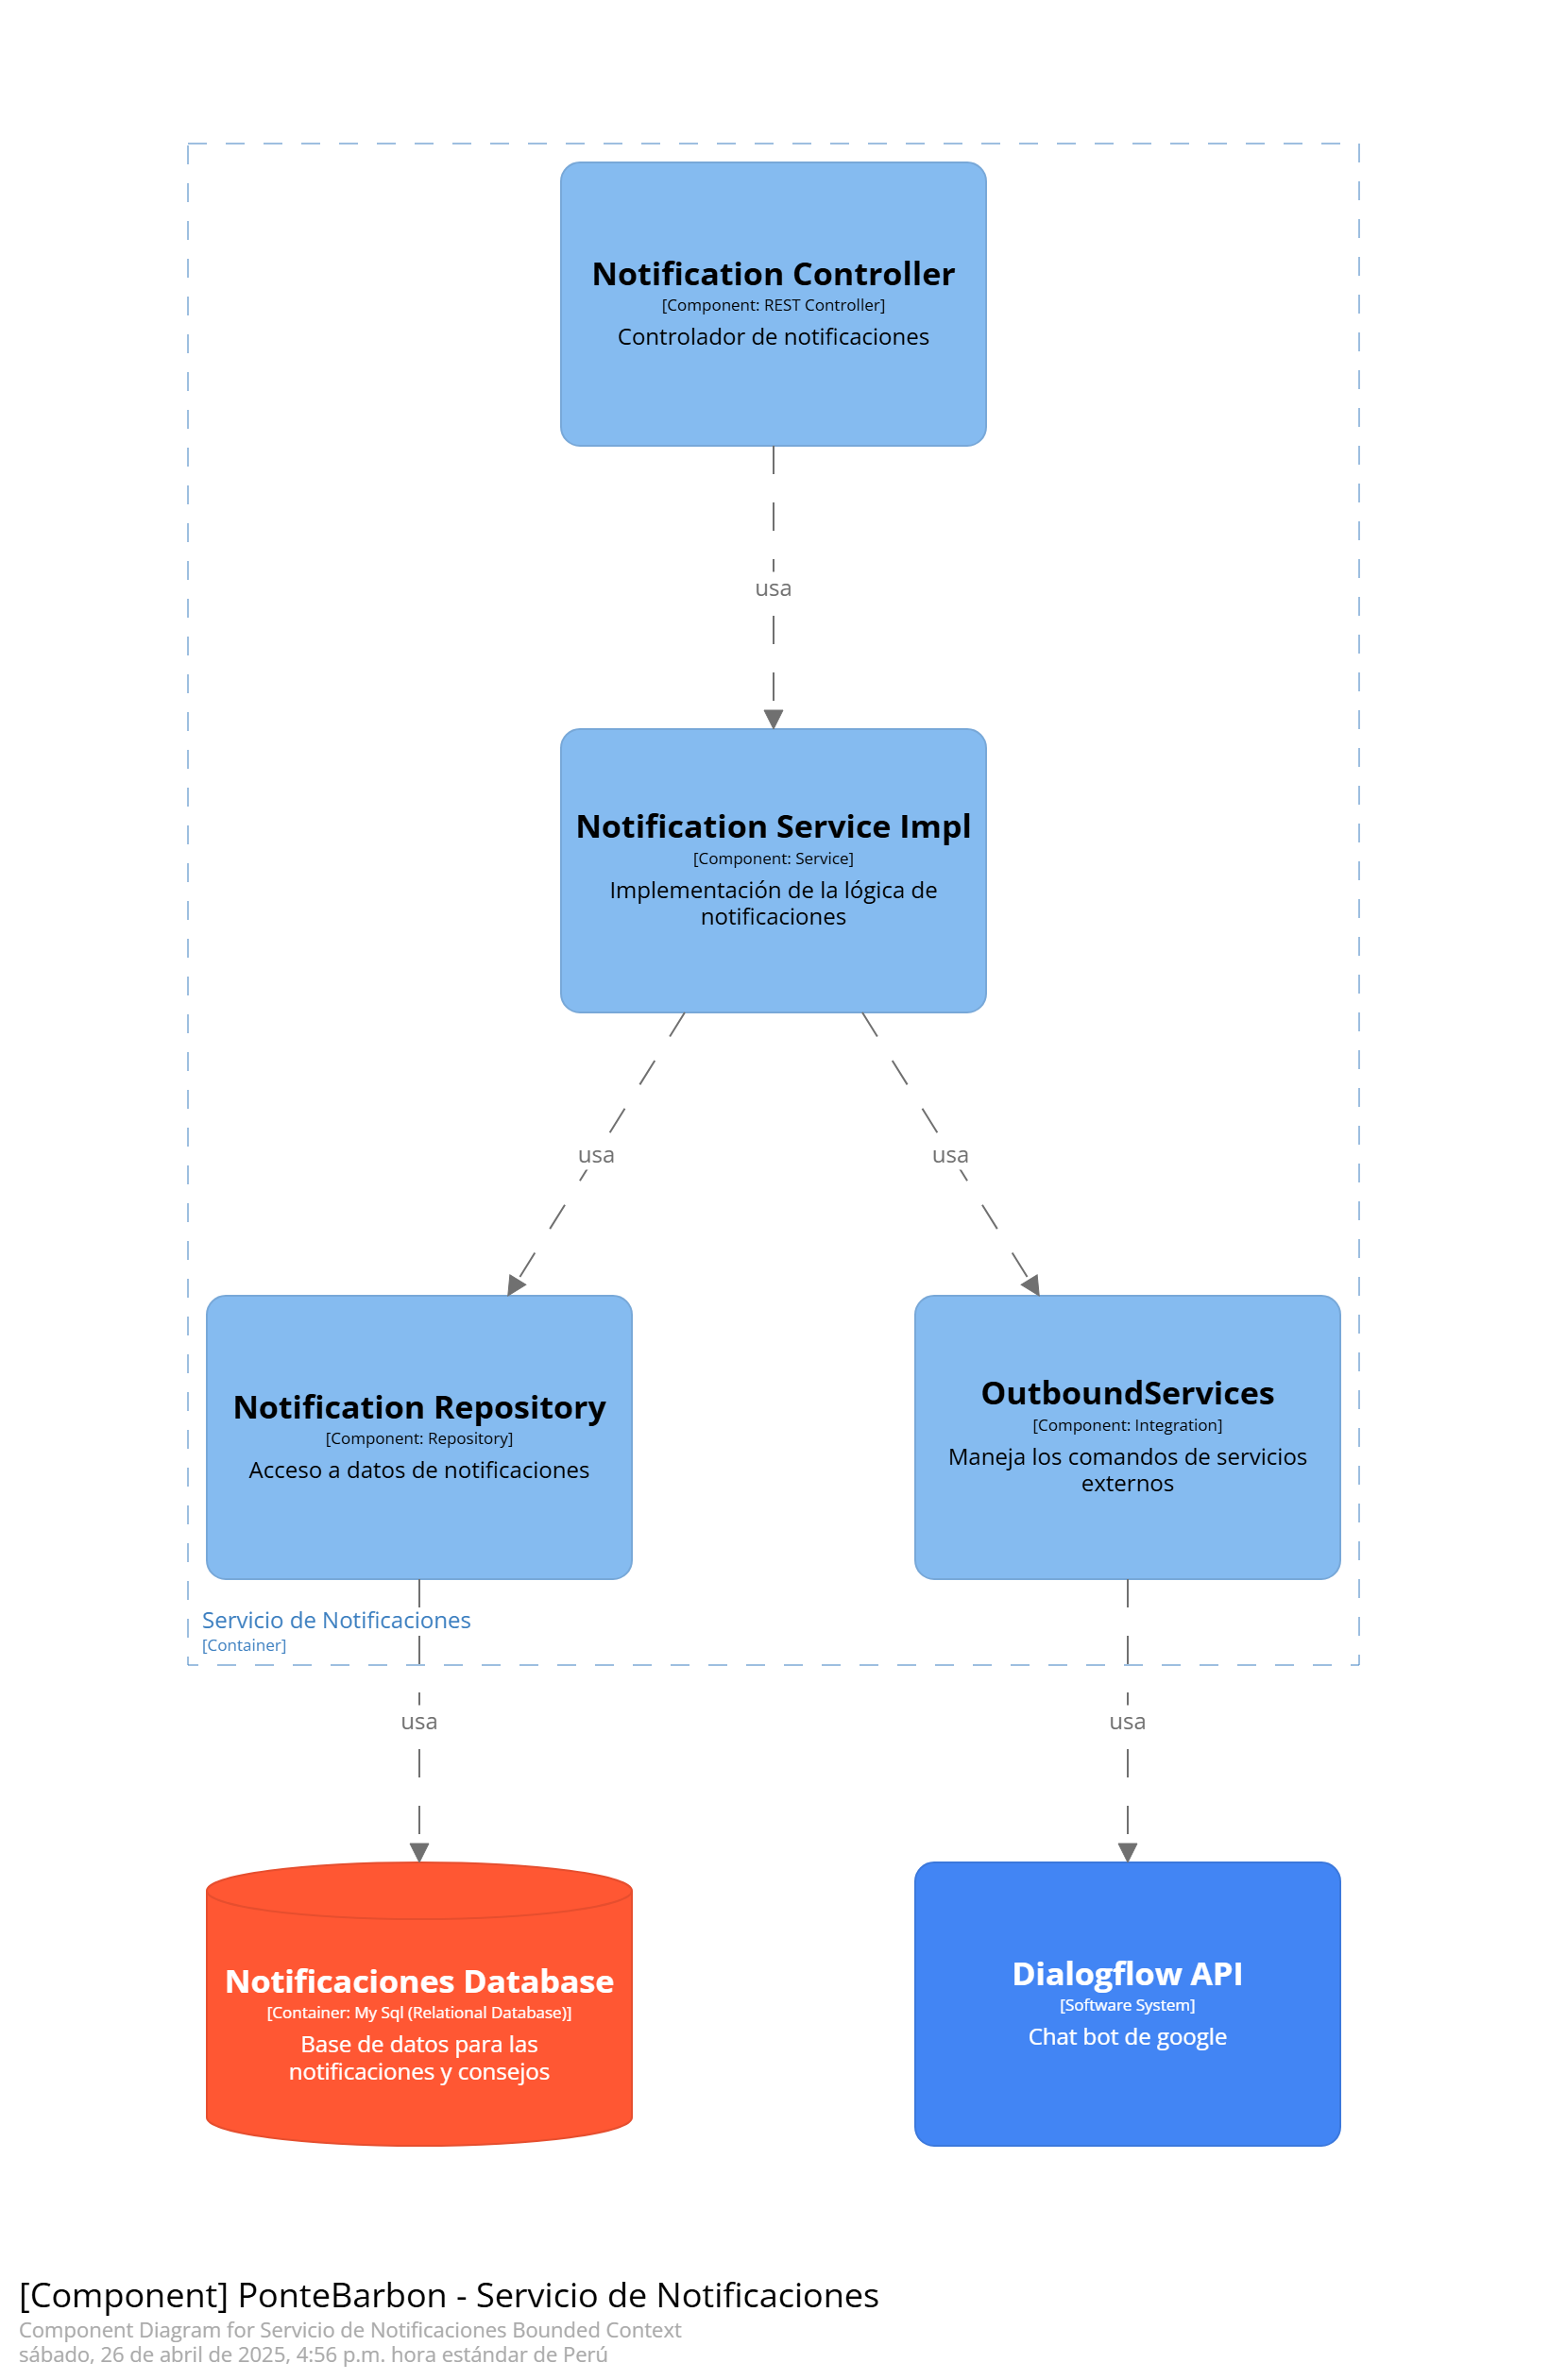 Notification Controller
[Component: REST Controller]
Controlador de notificaciones
usa
Notification Service Impl
[Component: Service]
Implementación de la lógica de
notificaciones
usa
usa
Notification Repository
[Component: Repository]
Acceso a datos de notificaciones
OutboundServices
[Component: Integration]
Maneja los comandos de servicios
externos
Servicio de Notificaciones
[Container]
usa
usa
Notificaciones Database
[Container: My Sql (Relational Database)]
Base de datos para las
notificaciones y consejos
Dialogflow API
[Software System]
Chat bot de google
[Component] PonteBarbon - Servicio de Notificaciones
Component Diagram for Servicio de Notificaciones Bounded Context
sábado, 26 de abril de 2025, 4:56 p.m. hora estándar de Perú